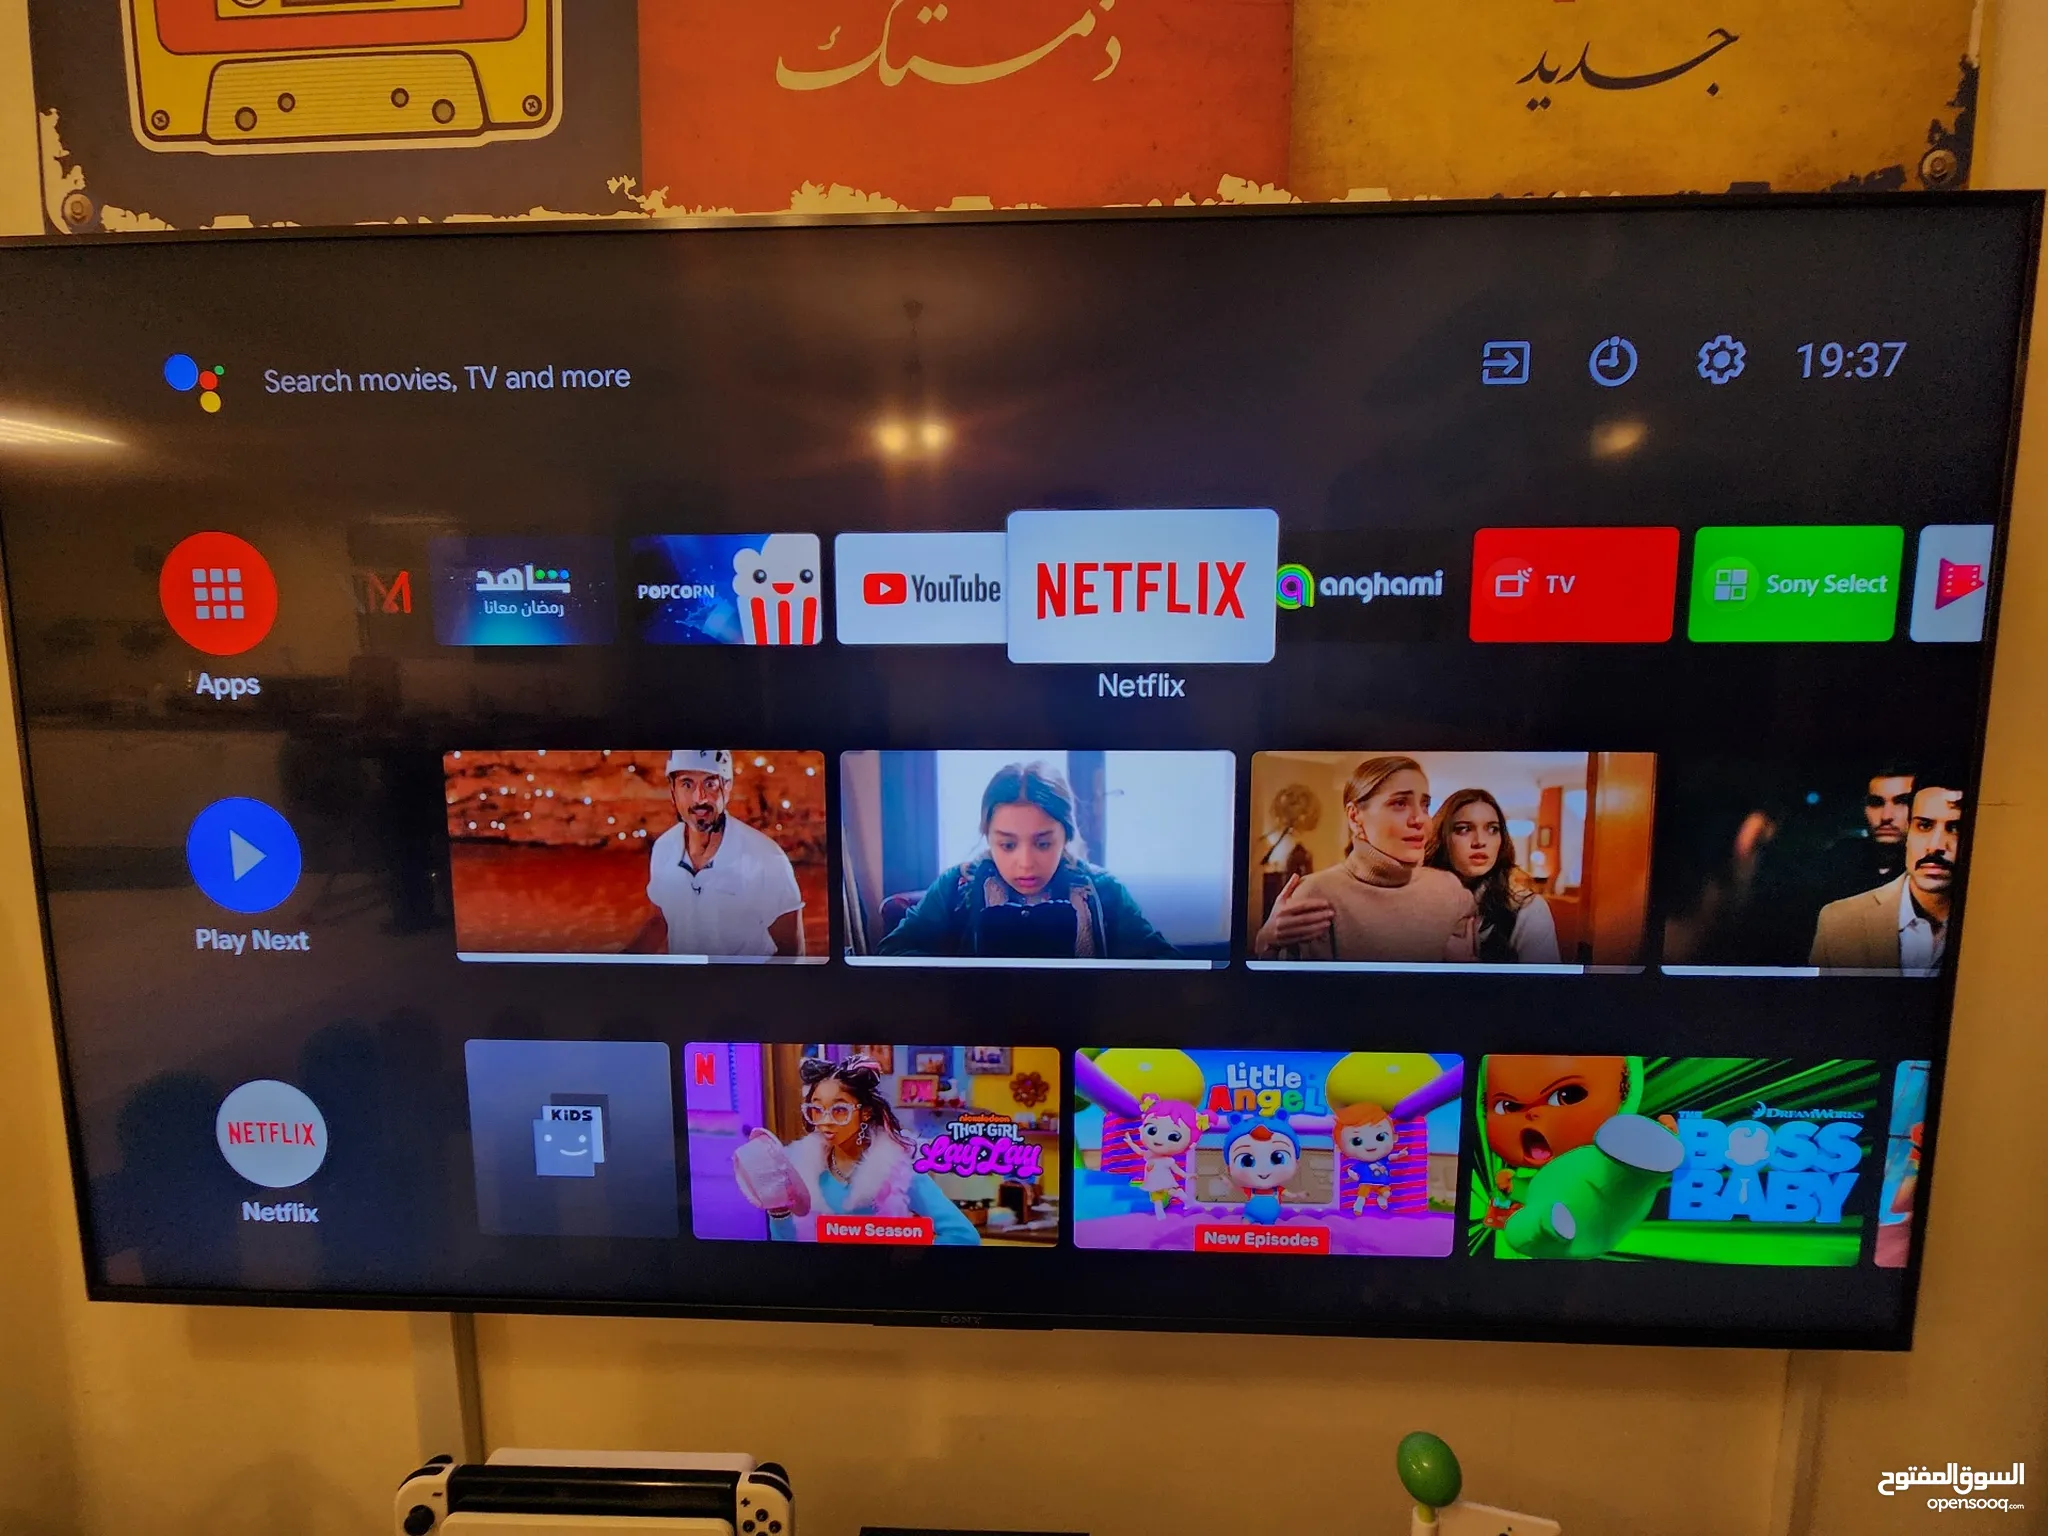 ذمتك
جديد
Search movies, TV and more
19:37
شاهد
رمضان معانا
POPCORN
YouTube
NETFLIX
anghami
TV
Sony Select
Apps
Netflix
Play Next
NETFLIX
Netflix
KiDS
N
nickelodeon
THAT GiRL
Lay Lay
New Season
Little
Angel
New Episodes
DREAMWORKS
THE
BOSS
BABY
SONY
السوق المفتوح
opensooq.com